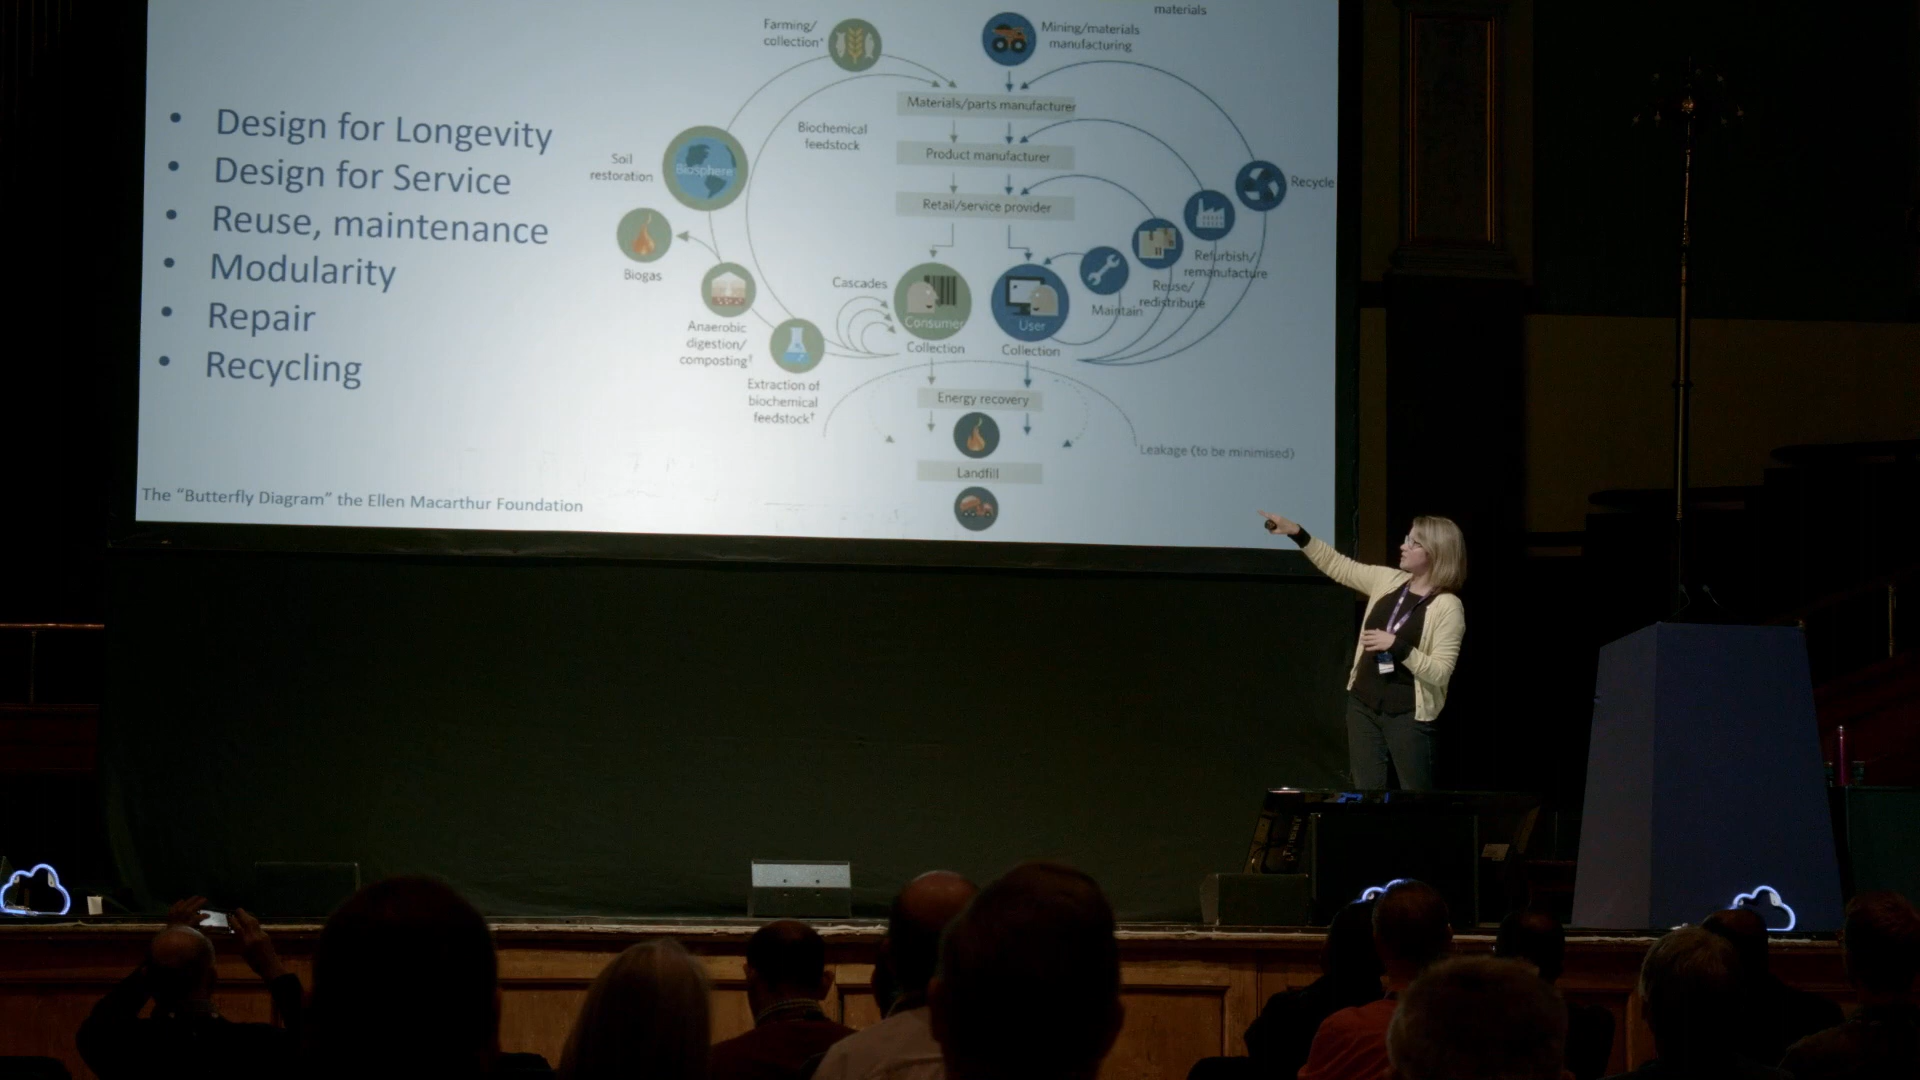 materials
Farming/
collection*
Mining/materials
manufacturing
Materials/parts manufacturer
• Design for Longevity
• Design for Service
• Reuse, maintenance
• Modularity
• Repair
• Recycling
Biochemical
feedstock
Product manufacturer
Soil
restoration
Biosphere
Recycle
Retail/service provider
Biogas
Refurbish/
remanufacture
Cascades
Reuse/
redistribute
Maintain
Consumer
User
Anaerobic
digestion/
composting‡
Collection
Collection
Extraction of
biochemical
feedstock†
Energy recovery
Leakage (to be minimised)
Landfill
The "Butterfly Diagram" the Ellen Macarthur Foundation